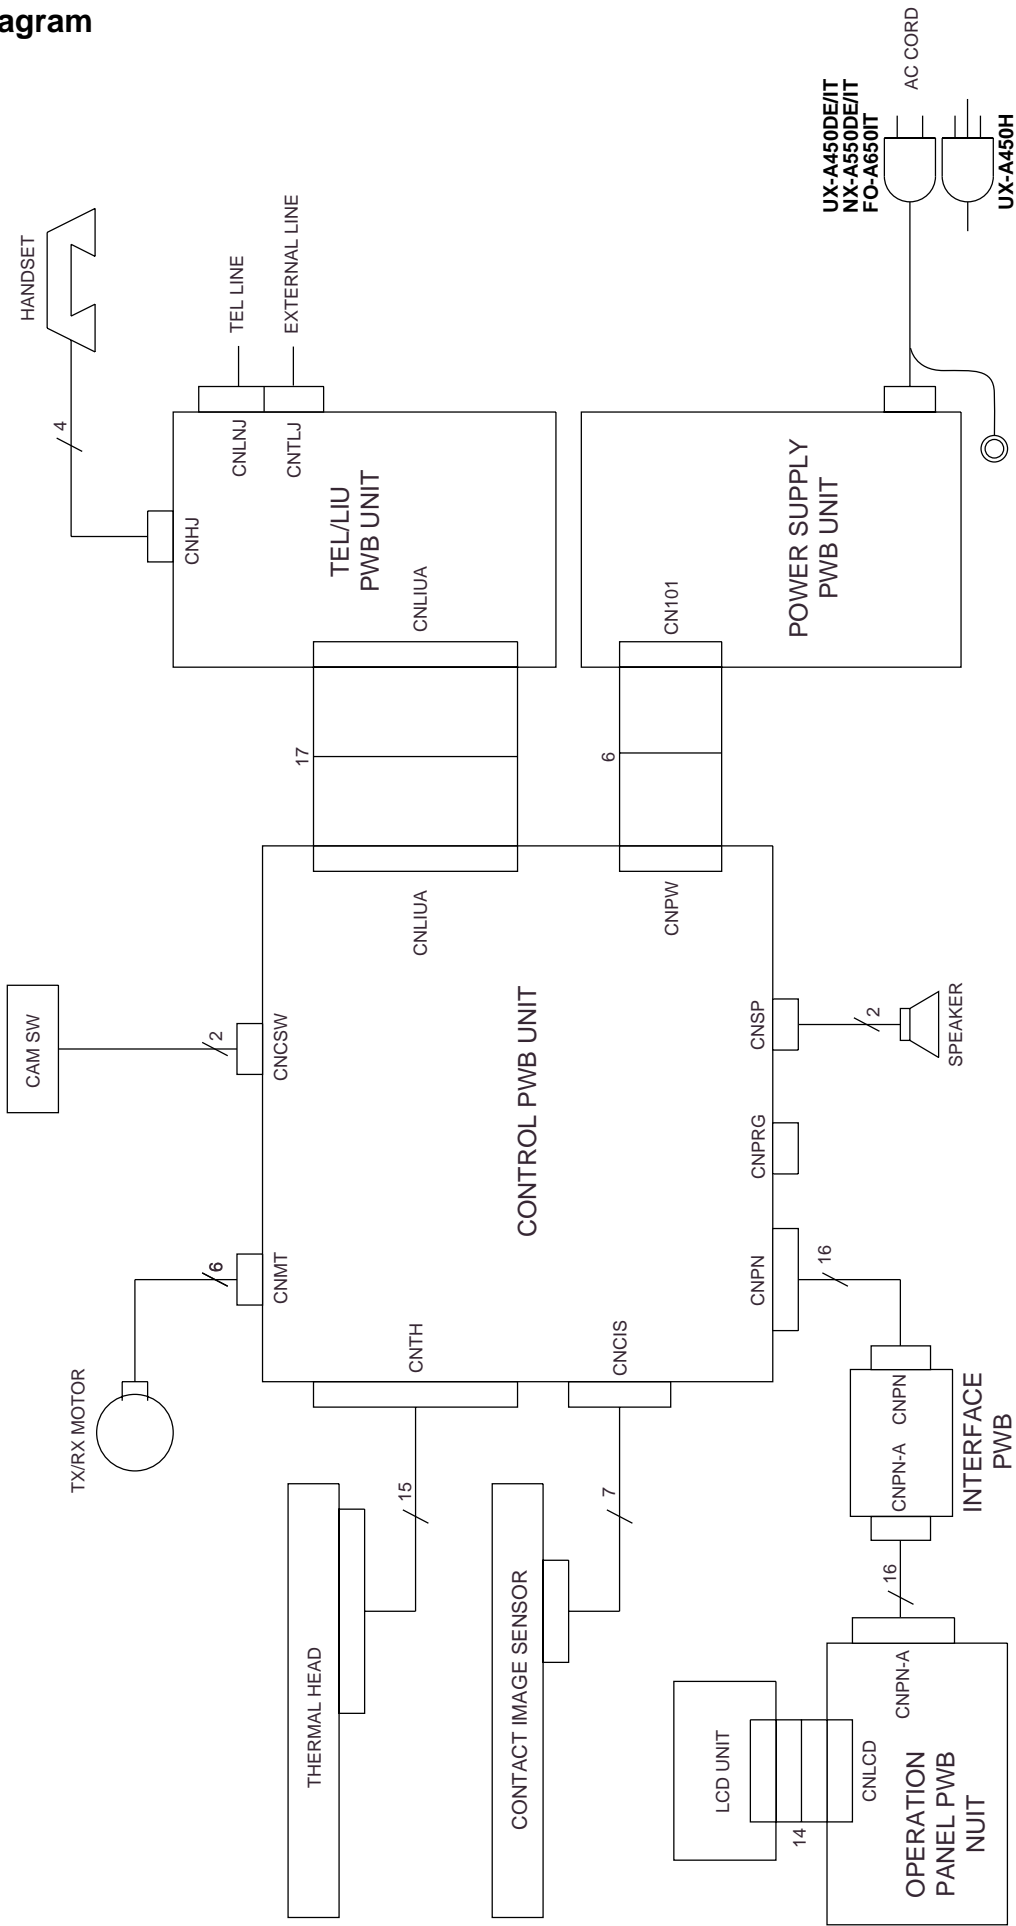 agram
AC CORD
UX-A450DE/IT
NX-A550DE/IT
FO-A650IT
UX-A450H
HANDSET
4
TEL LINE
EXTERNAL LINE
CNLNJ
CNTLJ
CNHJ
TEL/LIU
PWB UNIT
CNLIUA
POWER SUPPLY
PWB UNIT
CN101
17
6
CNLIUA
CNPW
CAM SW
2
CNCSW
CONTROL PWB UNIT
CNSP
2
SPEAKER
CNPRG
TX/RX MOTOR
6
CNMT
CNTH
CNCIS
CNPN
16
THERMAL HEAD
15
CONTACT IMAGE SENSOR
7
CNPN-A
CNPN
INTERFACE
PWB
16
LCD UNIT
14
CNLCD
CNPN-A
OPERATION
PANEL PWB
NUIT